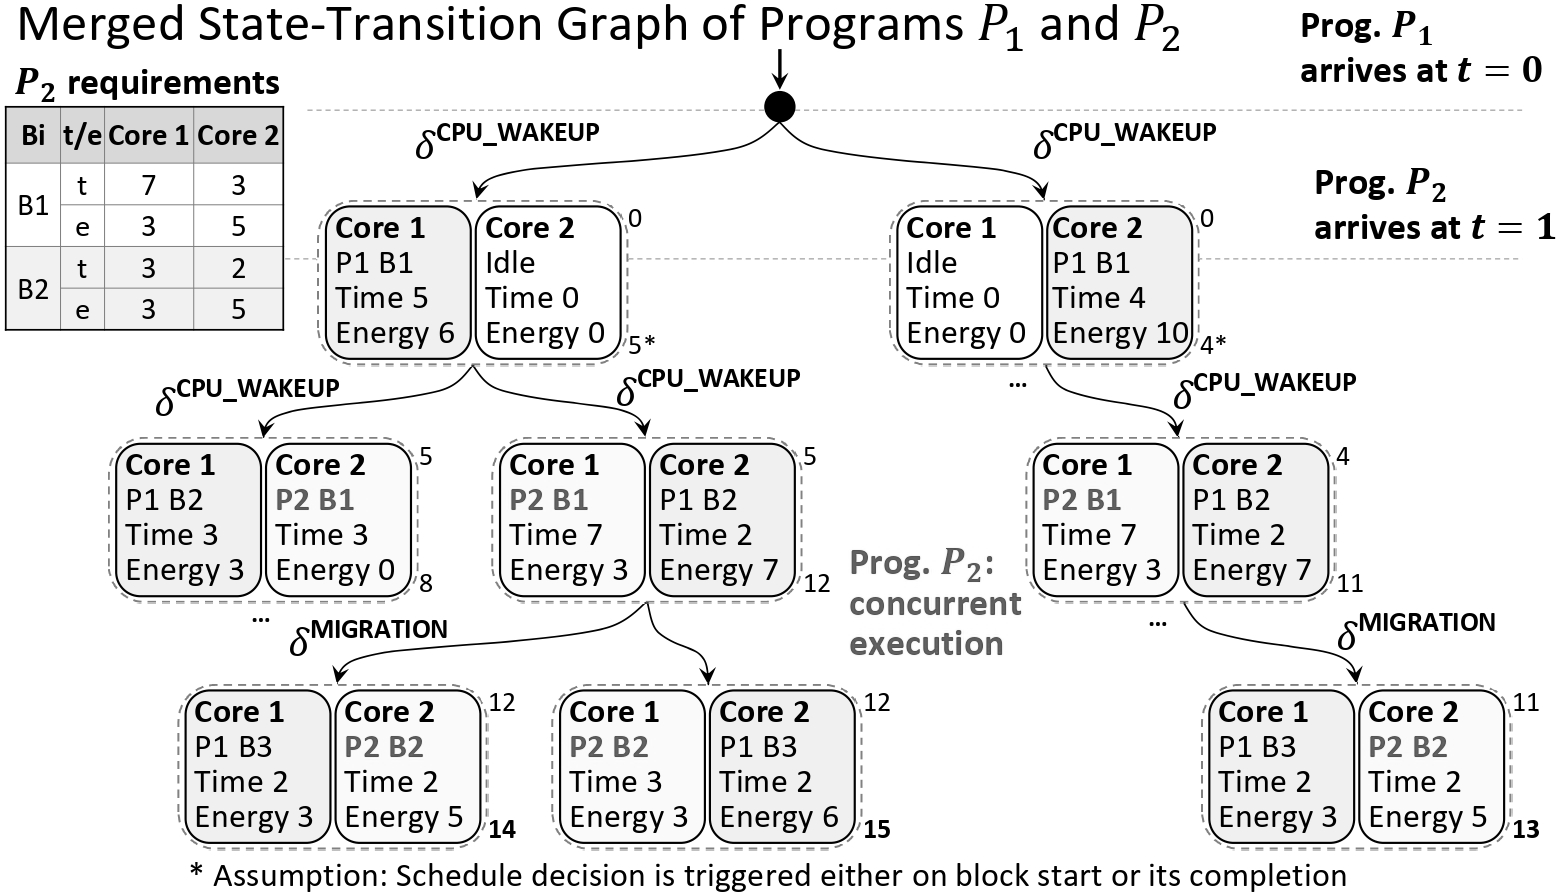 Merged State-Transition Graph of Programs P₁ and P₂
Prog. P₁
arrives at t = 0
P₂ requirements
Bi t/e Core 1 Core 2
B1 t 7 3
e 3 5
B2 t 3 2
e 3 5
δ^CPU_WAKEUP
δ^CPU_WAKEUP
Prog. P₂
arrives at t = 1
Core 1
P1 B1
Time 5
Energy 6
Core 2
Idle
Time 0
Energy 0
0
5*
Core 1
Idle
Time 0
Energy 0
Core 2
P1 B1
Time 4
Energy 10
0
4*
...
δ^CPU_WAKEUP
δ^CPU_WAKEUP
δ^CPU_WAKEUP
Core 1
P1 B2
Time 3
Energy 3
Core 2
P2 B1
Time 3
Energy 0
5
8
...
Core 1
P2 B1
Time 7
Energy 3
Core 2
P1 B2
Time 2
Energy 7
5
12
Prog. P₂:
concurrent
execution
Core 1
P2 B1
Time 7
Energy 3
Core 2
P1 B2
Time 2
Energy 7
4
11
...
δ^MIGRATION
δ^MIGRATION
Core 1
P1 B3
Time 2
Energy 3
Core 2
P2 B2
Time 2
Energy 5
12
14
Core 1
P2 B2
Time 3
Energy 3
Core 2
P1 B3
Time 2
Energy 6
12
15
Core 1
P1 B3
Time 2
Energy 3
Core 2
P2 B2
Time 2
Energy 5
11
13
* Assumption: Schedule decision is triggered either on block start or its completion